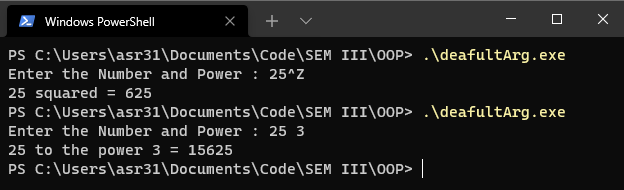 Windows PowerShell
PS C:\Users\asr31\Documents\Code\SEM III\OOP> .\deafultArg.exe
Enter the Number and Power : 25^Z
25 squared = 625
PS C:\Users\asr31\Documents\Code\SEM III\OOP> .\deafultArg.exe
Enter the Number and Power : 25 3
25 to the power 3 = 15625
PS C:\Users\asr31\Documents\Code\SEM III\OOP>